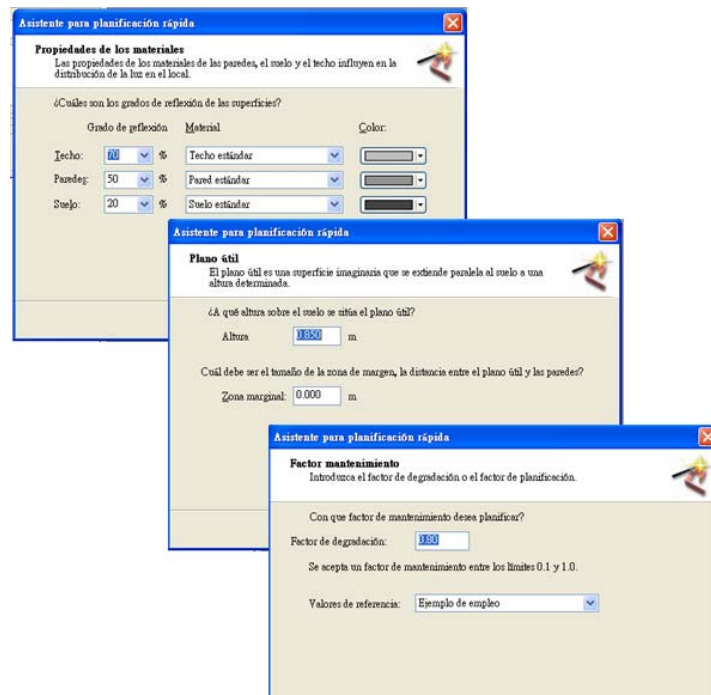 Asistente para planificación rápida
Propiedades de los materiales
Las propiedades de los materiales de las paredes, el suelo y el techo influyen en la
distribución de la luz en el local.
¿Cuáles son los grados de reflexión de las superficies?
Grado de reflexión Material Color:
Techo: 70 % Techo estándar
Paredes: 50 % Pared estándar
Suelo: 20 % Suelo estándar
Asistente para planificación rápida
Plano útil
El plano útil es una superficie imaginaria que se extiende paralela al suelo a una
altura determinada.
¿A qué altura sobre el suelo se sitúa el plano útil?
Altura 0.850 m
Cuál debe ser el tamaño de la zona de margen, la distancia entre el plano útil y las paredes?
Zona marginal: 0.000 m
Asistente para planificación rápida
Factor mantenimiento
Introduzca el factor de degradación o el factor de planificación.
Con que factor de mantenimiento desea planificar?
Factor de degradación: 0.80
Se acepta un factor de mantenimiento entre los límites 0.1 y 1.0.
Valores de referencia: Ejemplo de empleo